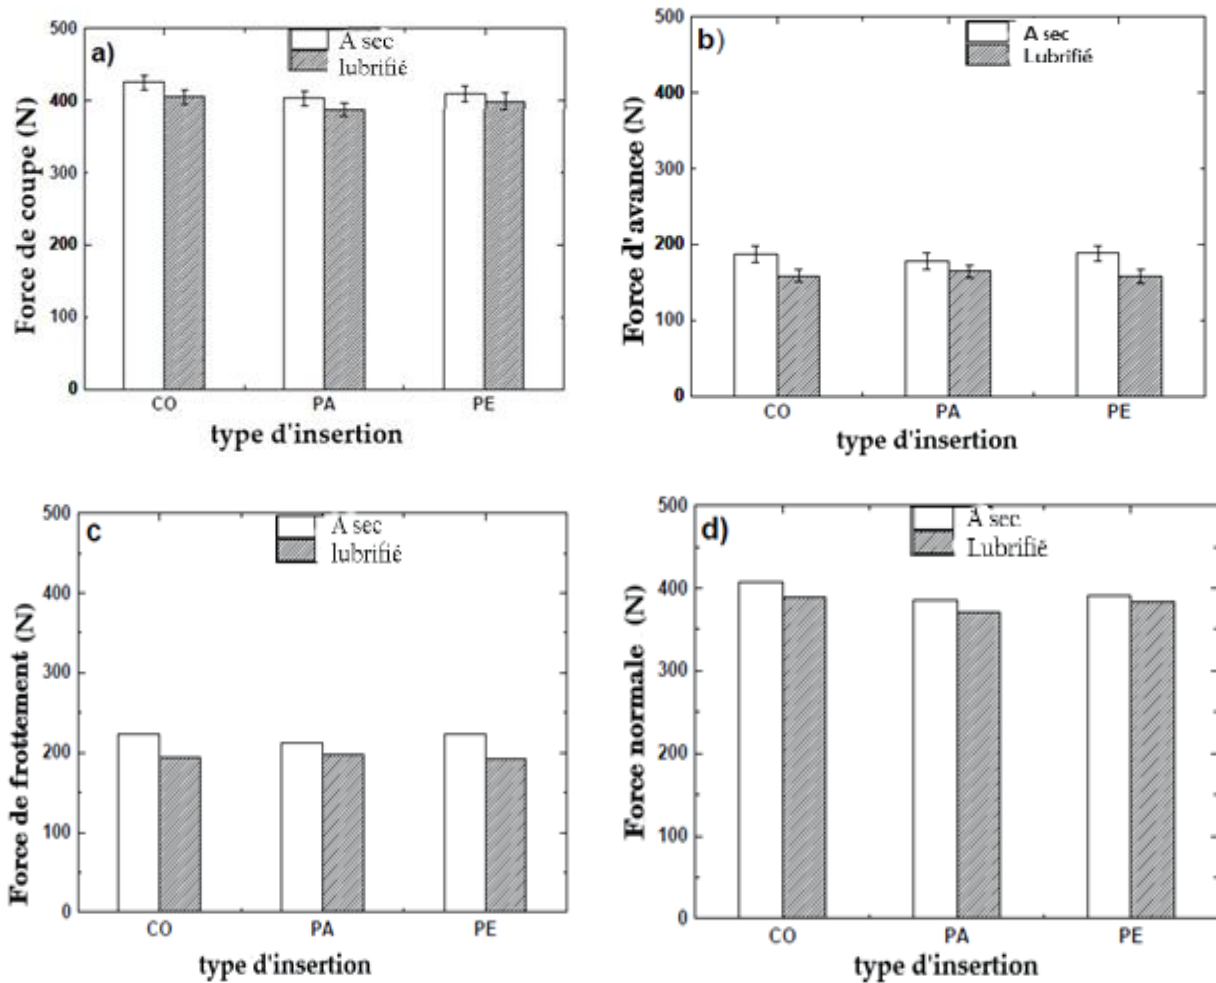 a)
A sec
lubrifié
500
400
300
200
100
0
Force de coupe (N)
CO PA PE
type d'insertion
b)
A sec
Lubrifié
500
400
300
200
100
0
Force d'avance (N)
CO PA PE
type d'insertion
c
A sec
lubrifié
500
400
300
200
100
0
Force de frottement (N)
CO PA PE
type d'insertion
d)
A sec
Lubrifié
500
400
300
200
100
0
Force normale (N)
CO PA PE
type d'insertion